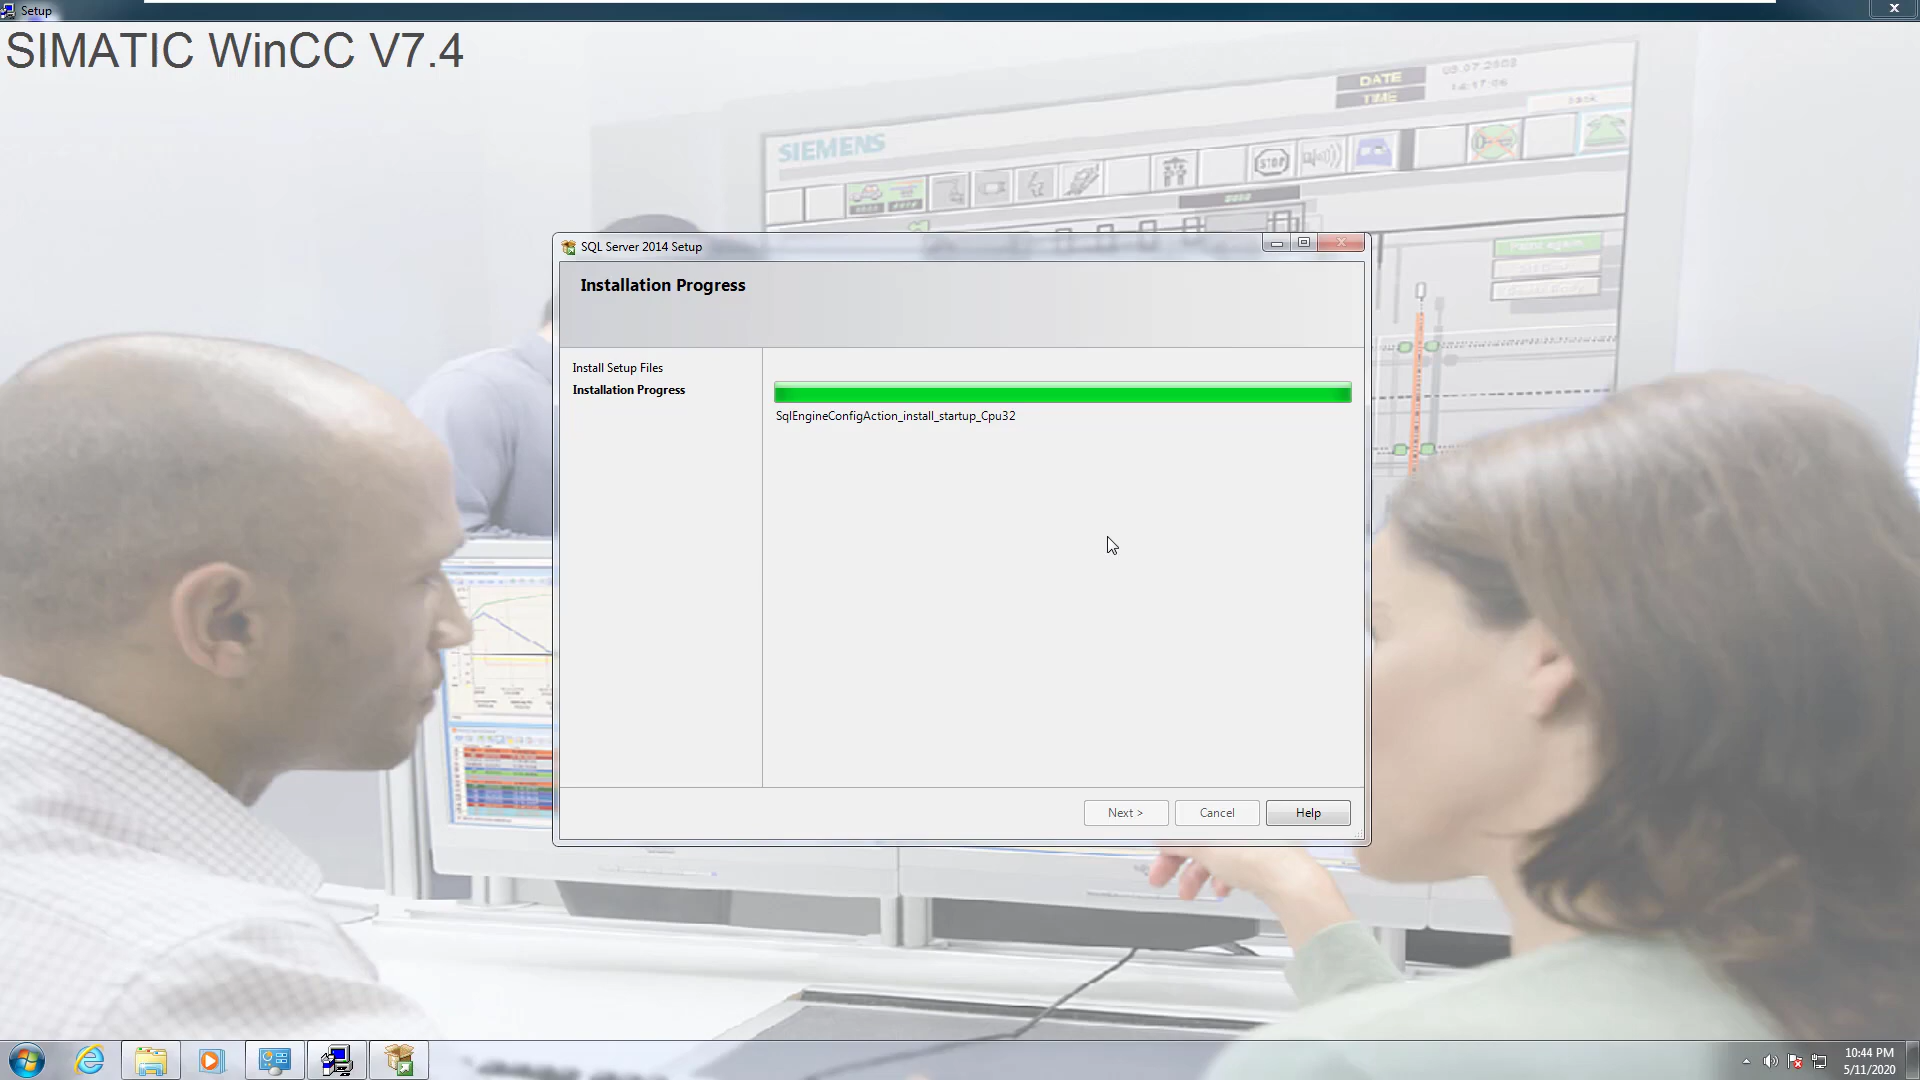 Setup
SIMATIC WinCC V7.4
DATE
TIME
SIEMENS
STOP
SQL Server 2014 Setup
Installation Progress
Install Setup Files
Installation Progress
SqlEngineConfigAction_install_startup_Cpu32
Next >
Cancel
Help
10:44 PM
5/11/2020